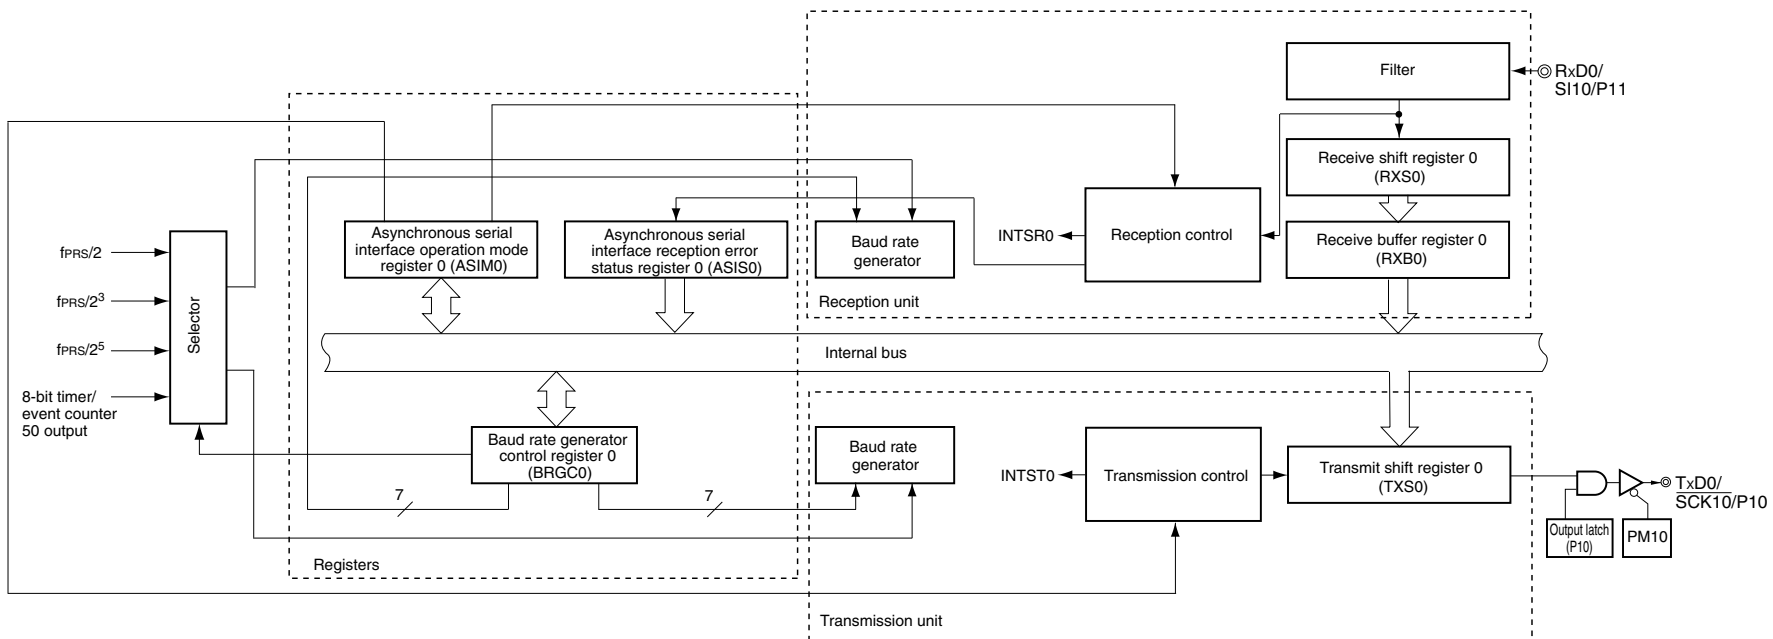 Filter
RxD0/
SI10/P11
Receive shift register 0
(RXS0)
Asynchronous serial
interface operation mode
register 0 (ASIM0)
Asynchronous serial
interface reception error
status register 0 (ASIS0)
Baud rate
generator
INTSR0
Reception control
Receive buffer register 0
(RXB0)
Reception unit
fPRS/2
fPRS/2³
fPRS/2⁵
8-bit timer/
event counter
50 output
Selector
Internal bus
Baud rate generator
control register 0
(BRGC0)
7
7
Baud rate
generator
INTST0
Transmission control
Transmit shift register 0
(TXS0)
TxD0/
SCK10/P10
Output latch
(P10)
PM10
Registers
Transmission unit